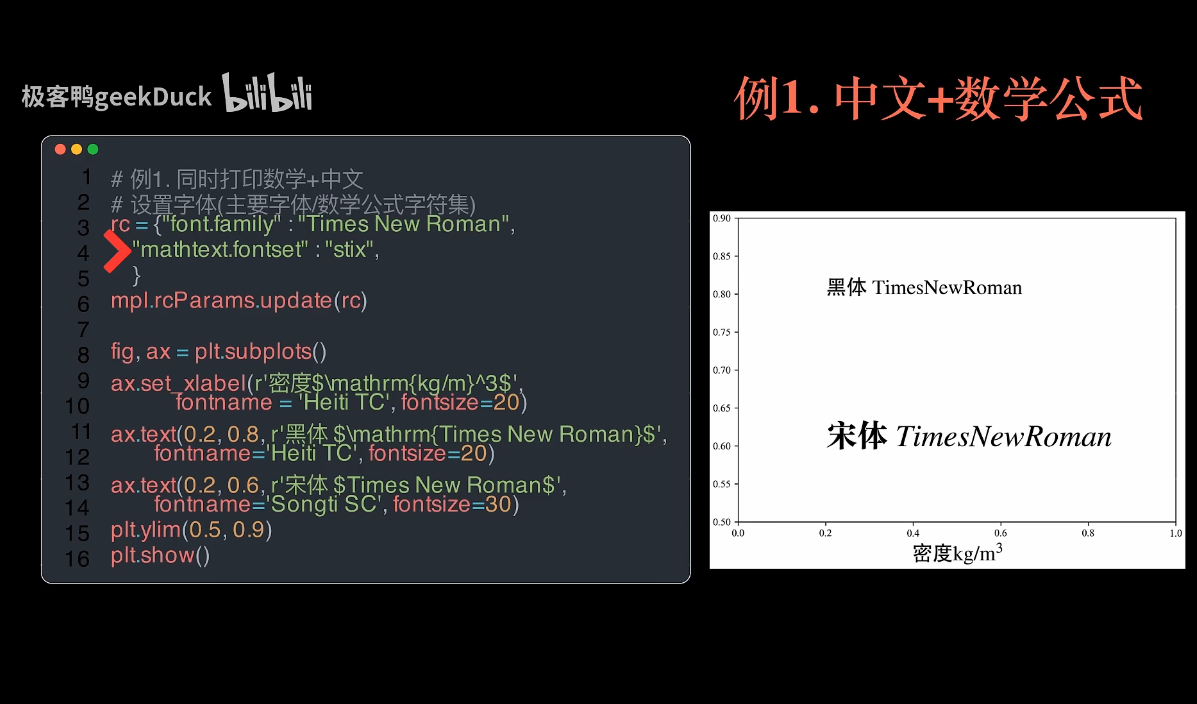 极客鸭geekDuck bilibili
例1. 中文+数学公式
1 # 例1. 同时打印数学+中文
2 # 设置字体(主要字体/数学公式字符集)
3 rc = {"font.family" : "Times New Roman",
4 "mathtext.fontset" : "stix",
5 }
6 mpl.rcParams.update(rc)
7
8 fig, ax = plt.subplots()
9 ax.set_xlabel(r'密度$\mathrm{kg/m}^3$',
10 fontname = 'Heiti TC', fontsize=20)
11 ax.text(0.2, 0.8, r'黑体 $\mathrm{Times New Roman}$',
12 fontname='Heiti TC', fontsize=20)
13 ax.text(0.2, 0.6, r'宋体 $Times New Roman$',
14 fontname='Songti SC', fontsize=30)
15 plt.ylim(0.5, 0.9)
16 plt.show()
0.90
0.85
0.80
0.75
0.70
0.65
0.60
0.55
0.50
黑体 TimesNewRoman
宋体 TimesNewRoman
0.0 0.2 0.4 0.6 0.8 1.0
密度kg/m³